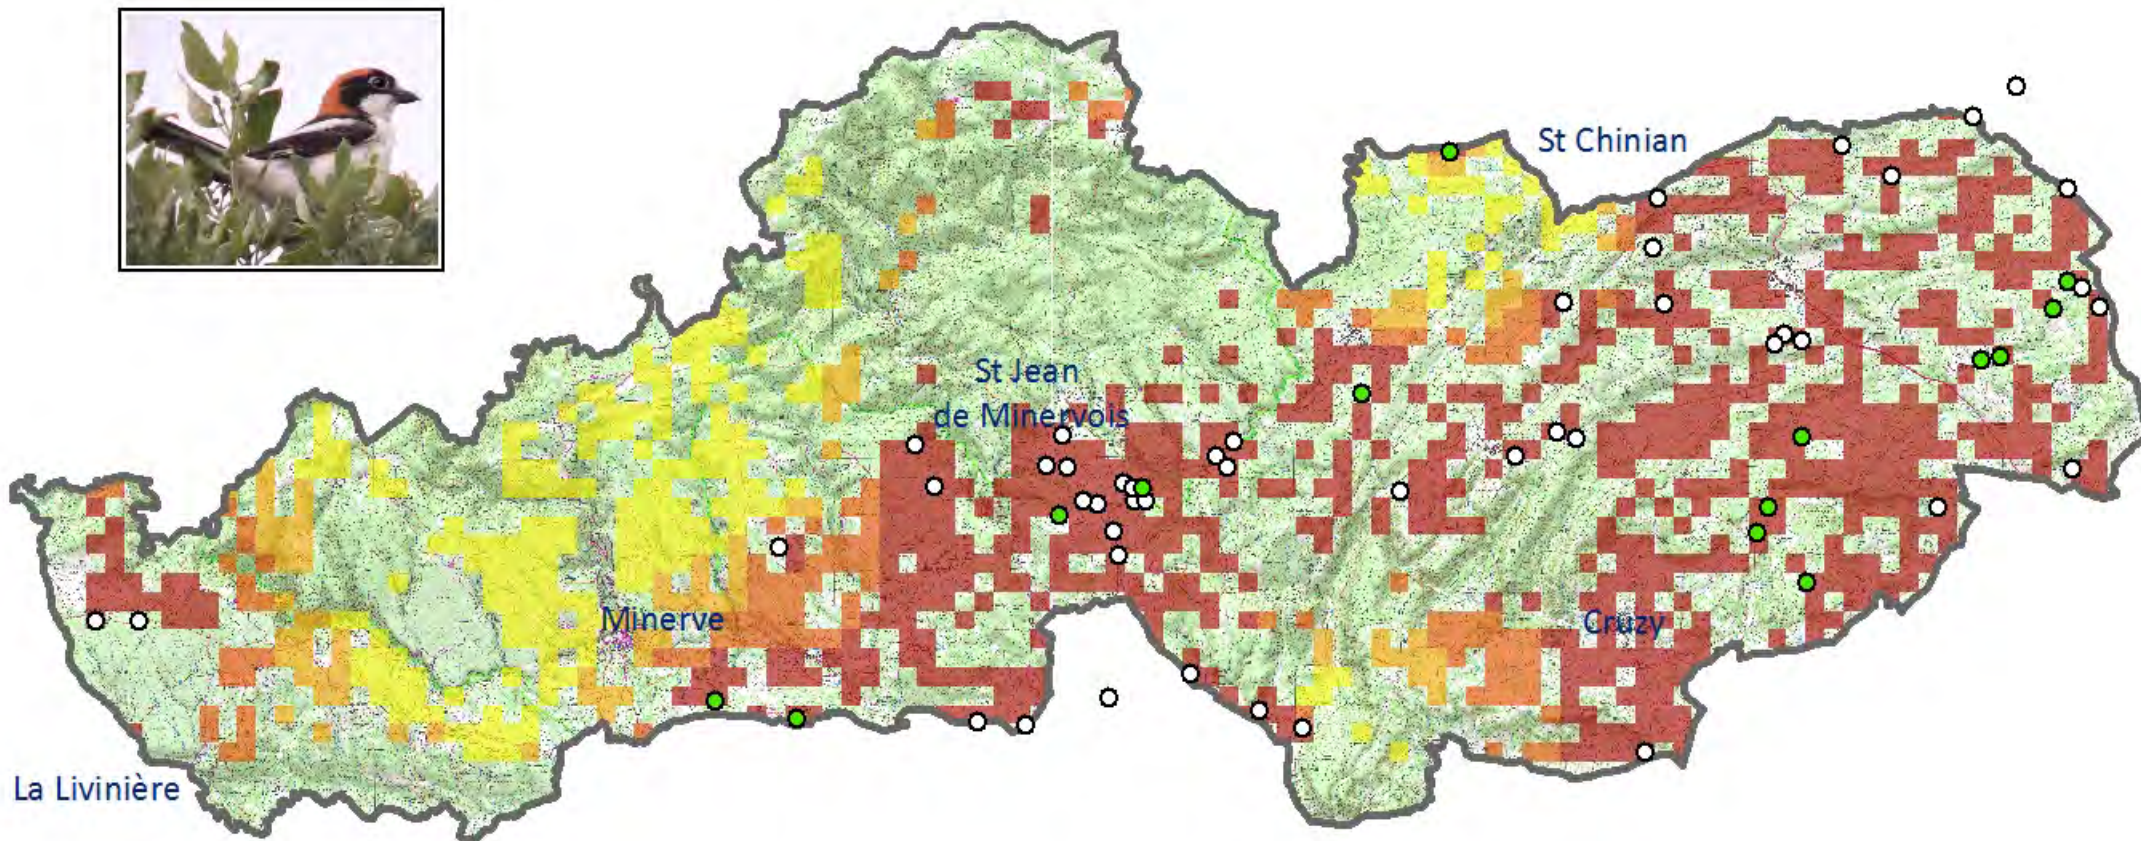 St Chinian
St Jean
de Minervois
Minerve
Cruzy
La Livinière